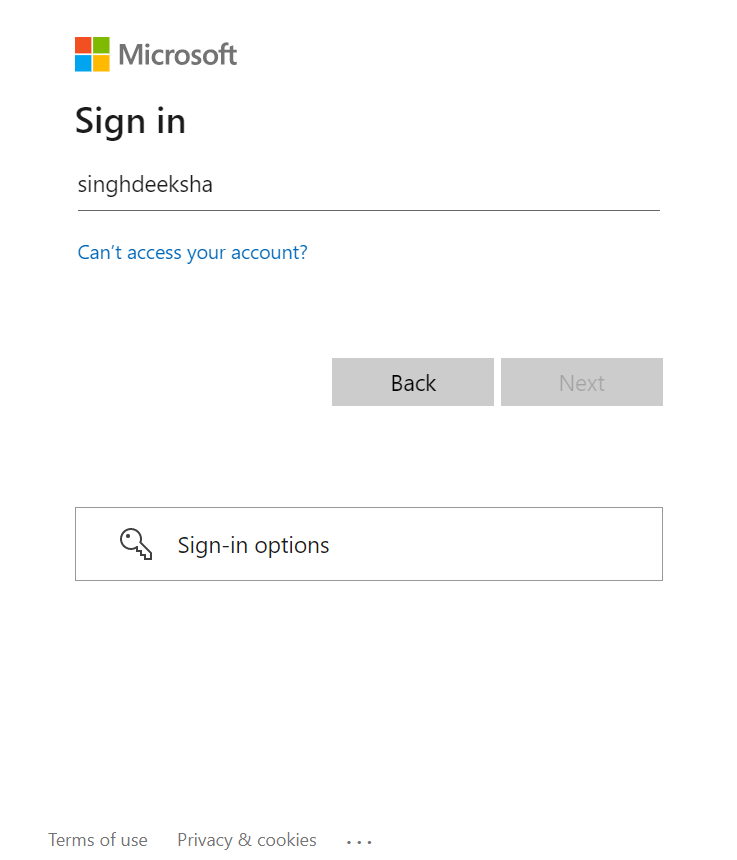 Microsoft
Sign in
singhdeeksha
Can't access your account?
Back Next
Sign-in options
Terms of use Privacy & cookies ...